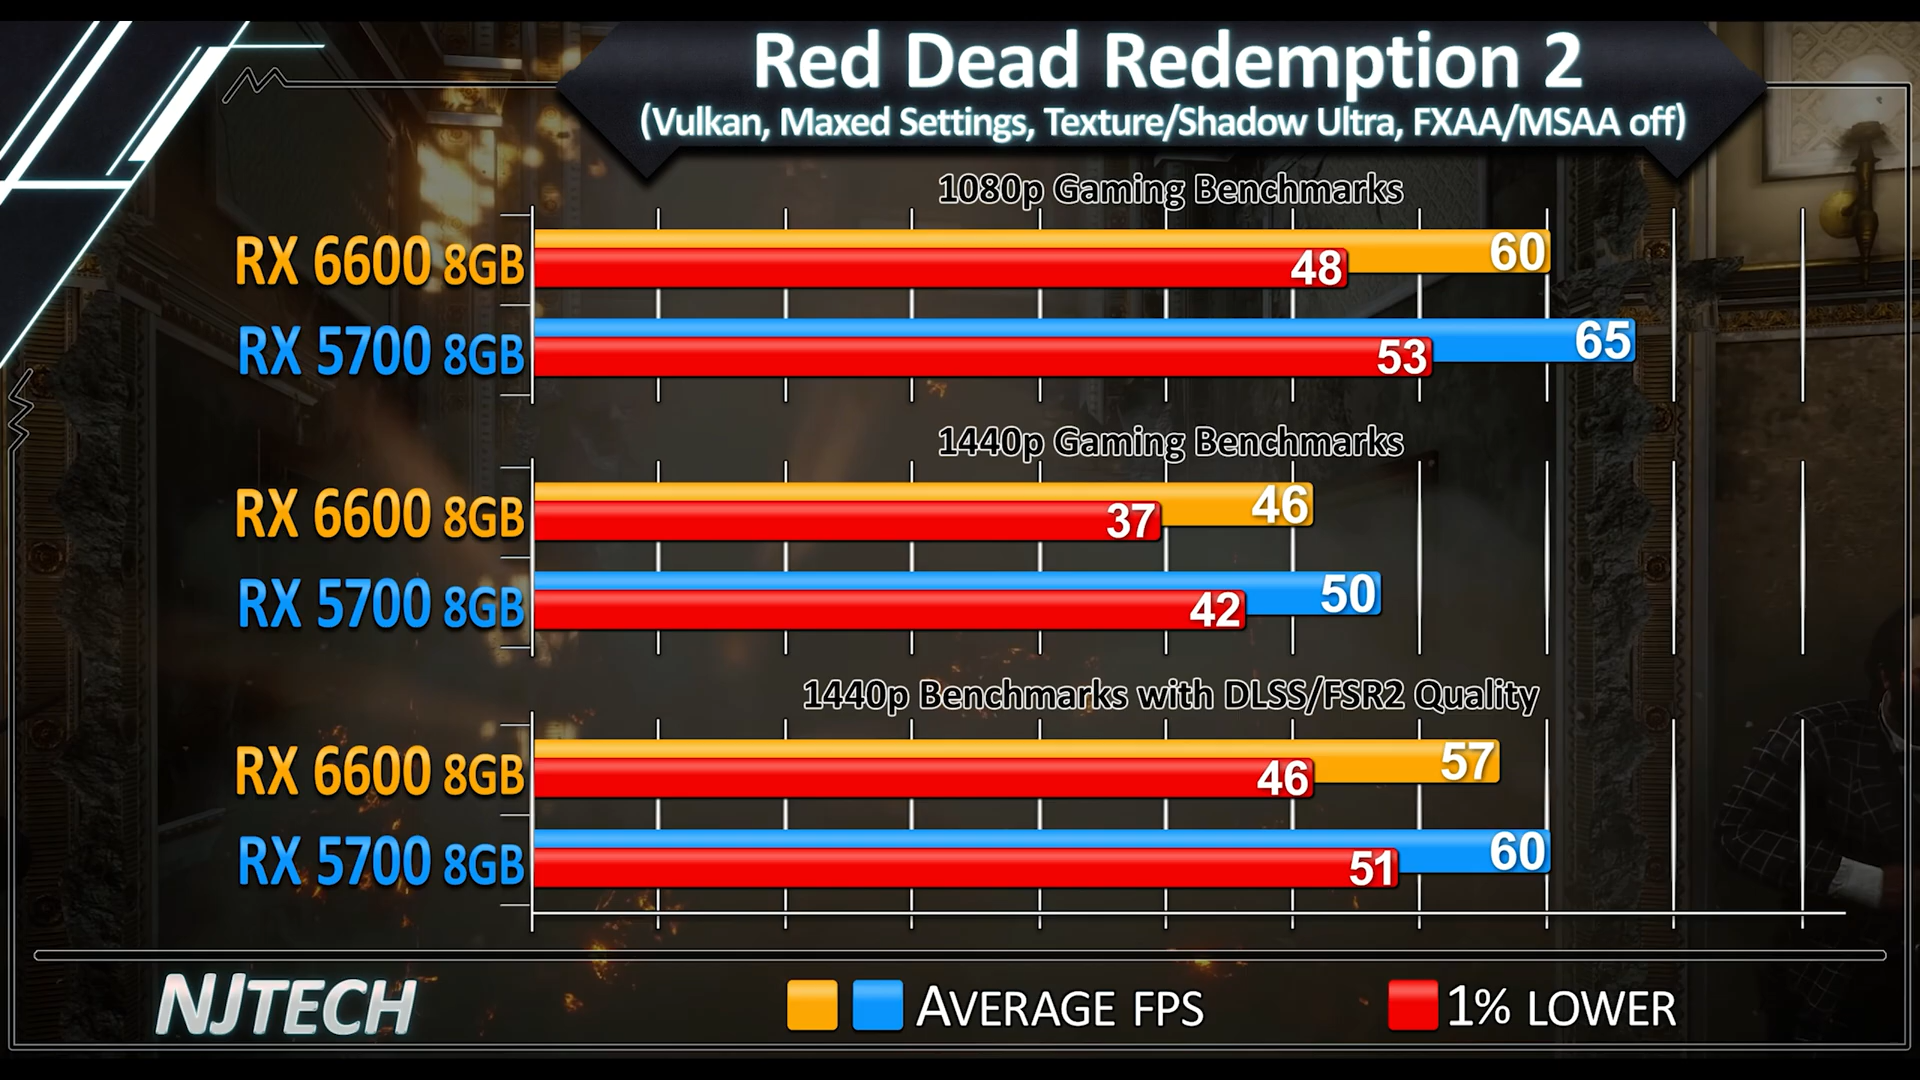 Red Dead Redemption 2
(Vulkan, Maxed Settings, Texture/Shadow Ultra, FXAA/MSAA off)
1080p Gaming Benchmarks
RX 6600 8GB 48 60
RX 5700 8GB 53 65
1440p Gaming Benchmarks
RX 6600 8GB 37 46
RX 5700 8GB 42 50
1440p Benchmarks with DLSS/FSR2 Quality
RX 6600 8GB 46 57
RX 5700 8GB 51 60
NJTECH AVERAGE FPS 1% LOWER